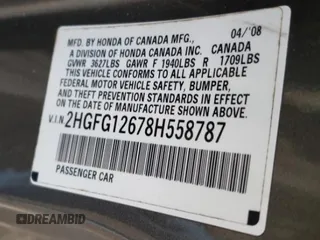 MFD. BY HONDA OF CANADA MFG., 04/'08
A DIVISION OF HONDA CANADA INC. CANADA
GVWR 3627LBS GAWR F 1940LBS R 1709LBS
THIS VEHICLE CONFORMS TO ALL APPLICABLE
FEDERAL MOTOR VEHICLE SAFETY, BUMPER,
AND THEFT PREVENTION STANDARDS IN EFFECT
ON THE DATE OF MANUFACTURE SHOWN ABOVE.
V.I.N 2HGFG12678H558787
PASSENGER CAR
DREAMBID